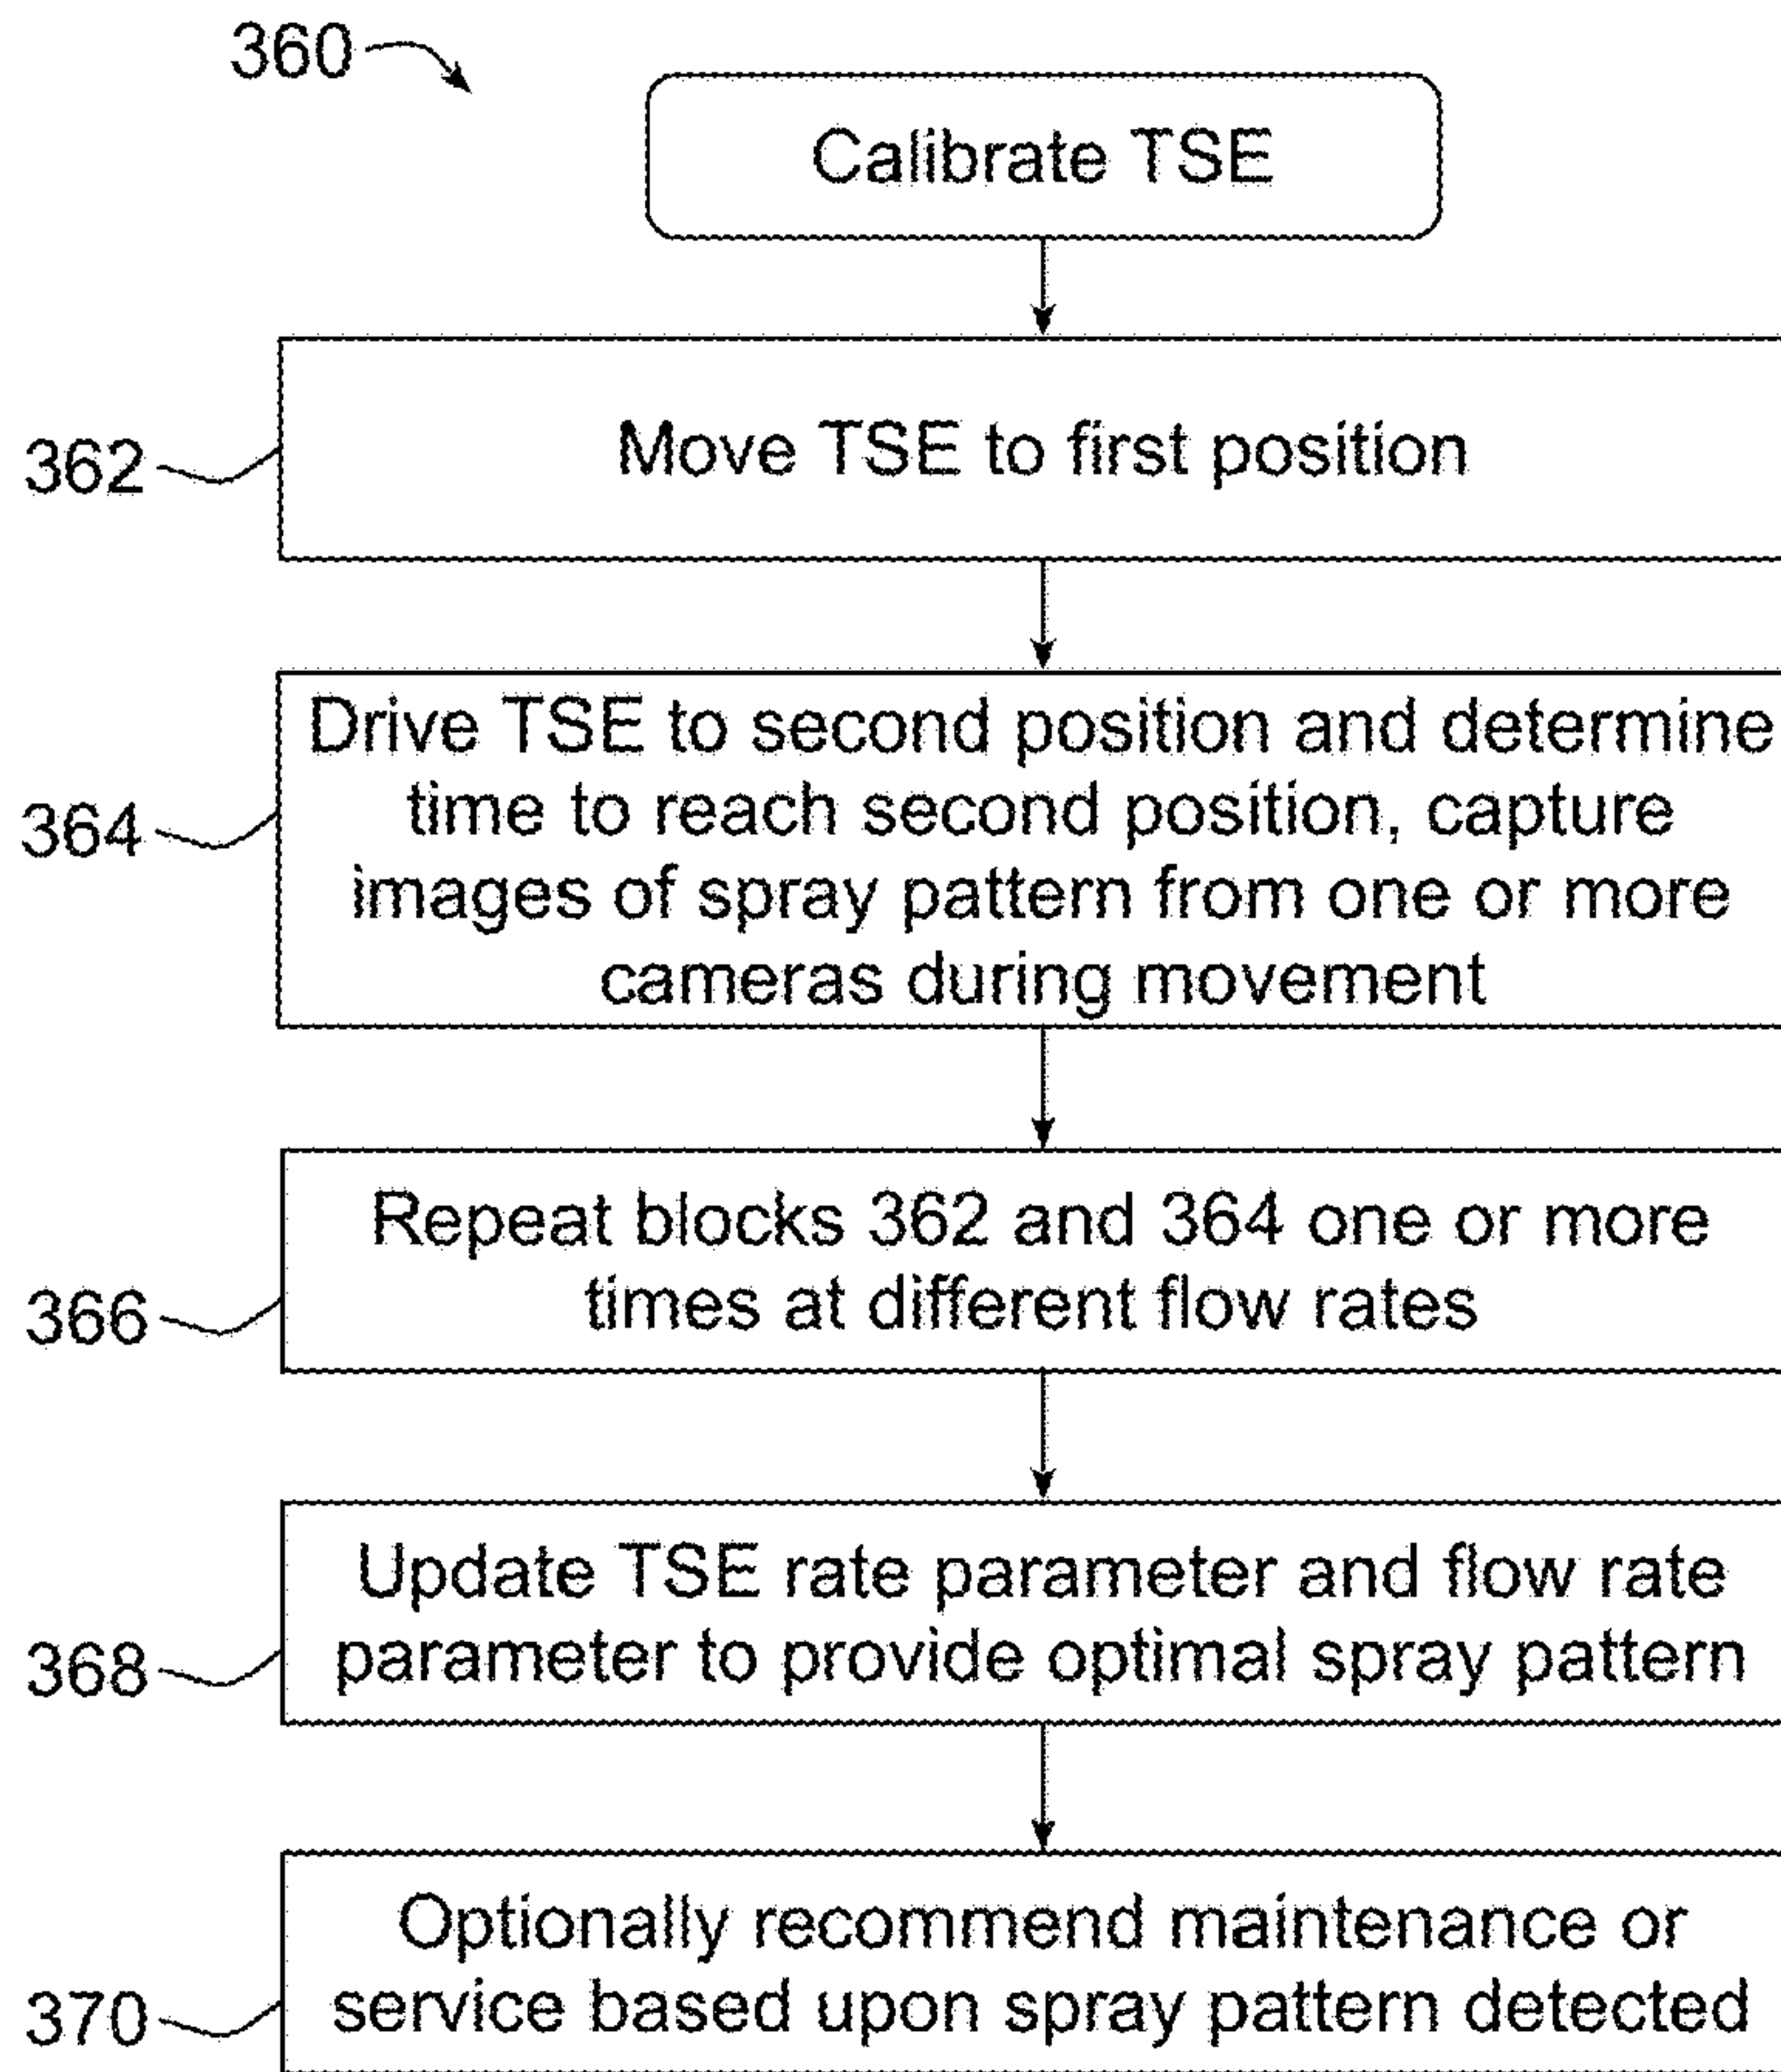 360
Calibrate TSE
362
Move TSE to first position
364
Drive TSE to second position and determine
time to reach second position, capture
images of spray pattern from one or more
cameras during movement
366
Repeat blocks 362 and 364 one or more
times at different flow rates
368
Update TSE rate parameter and flow rate
parameter to provide optimal spray pattern
370
Optionally recommend maintenance or
service based upon spray pattern detected